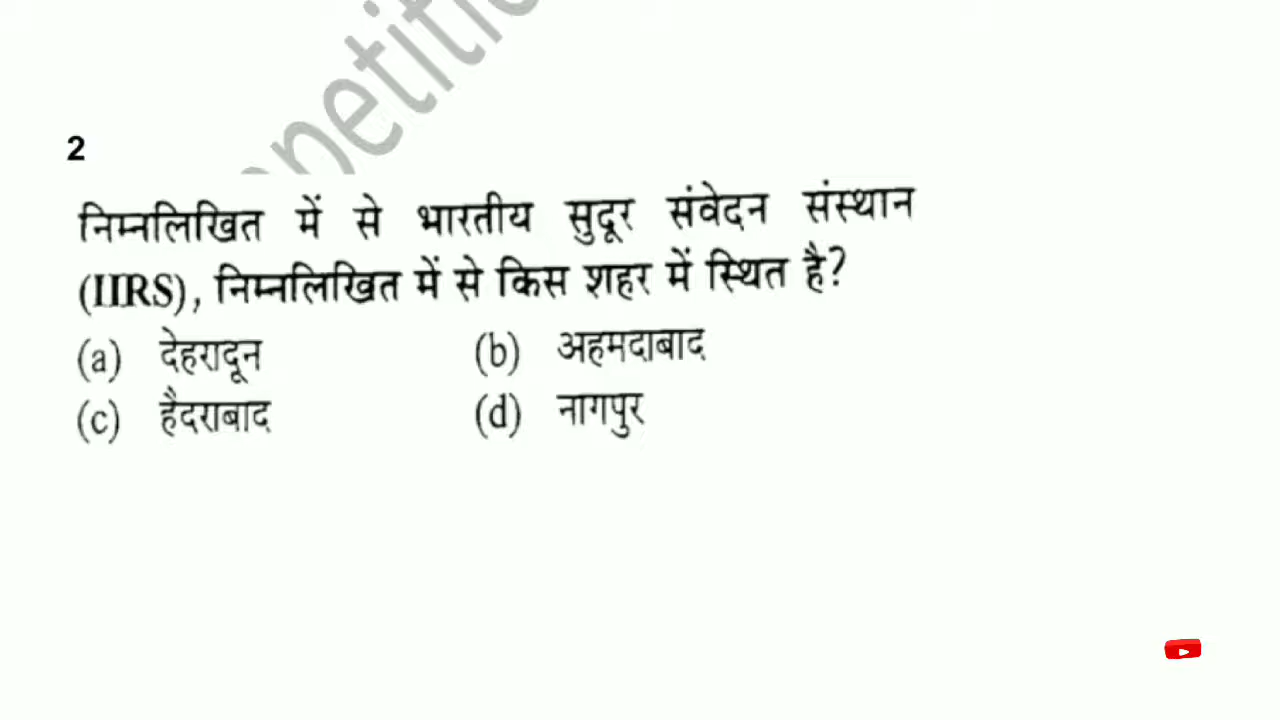 2
निम्नलिखित में से भारतीय सुदूर संवेदन संस्थान
(IIRS), निम्नलिखित में से किस शहर में स्थित है?
(a) देहरादून (b) अहमदाबाद
(c) हैदराबाद (d) नागपुर